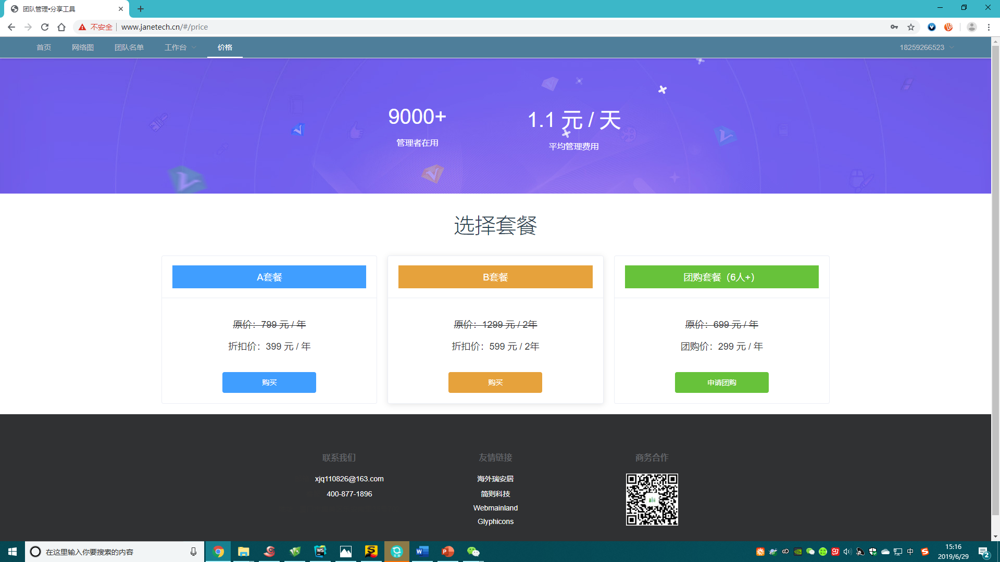 团队管理•分享工具
不安全
www.janetech.cn/#/price
首页
网络图
团队名单
工作台
价格
18259266523
9000+
1.1 元 / 天
管理者在用
平均管理费用
选择套餐
A套餐
B套餐
团购套餐（6人+）
原价：799 元 / 年
原价：1299 元 / 2年
原价：699 元 / 年
折扣价：399 元 / 年
折扣价：599 元 / 2年
团购价：299 元 / 年
购买
购买
申请团购
联系我们
友情链接
商务合作
xjq110826@163.com
海外瑞安居
400-877-1896
简则科技
Webmainland
Glyphicons
在这里输入你要搜索的内容
WS
S
W
P
中
S
15:16
2019/6/29
2